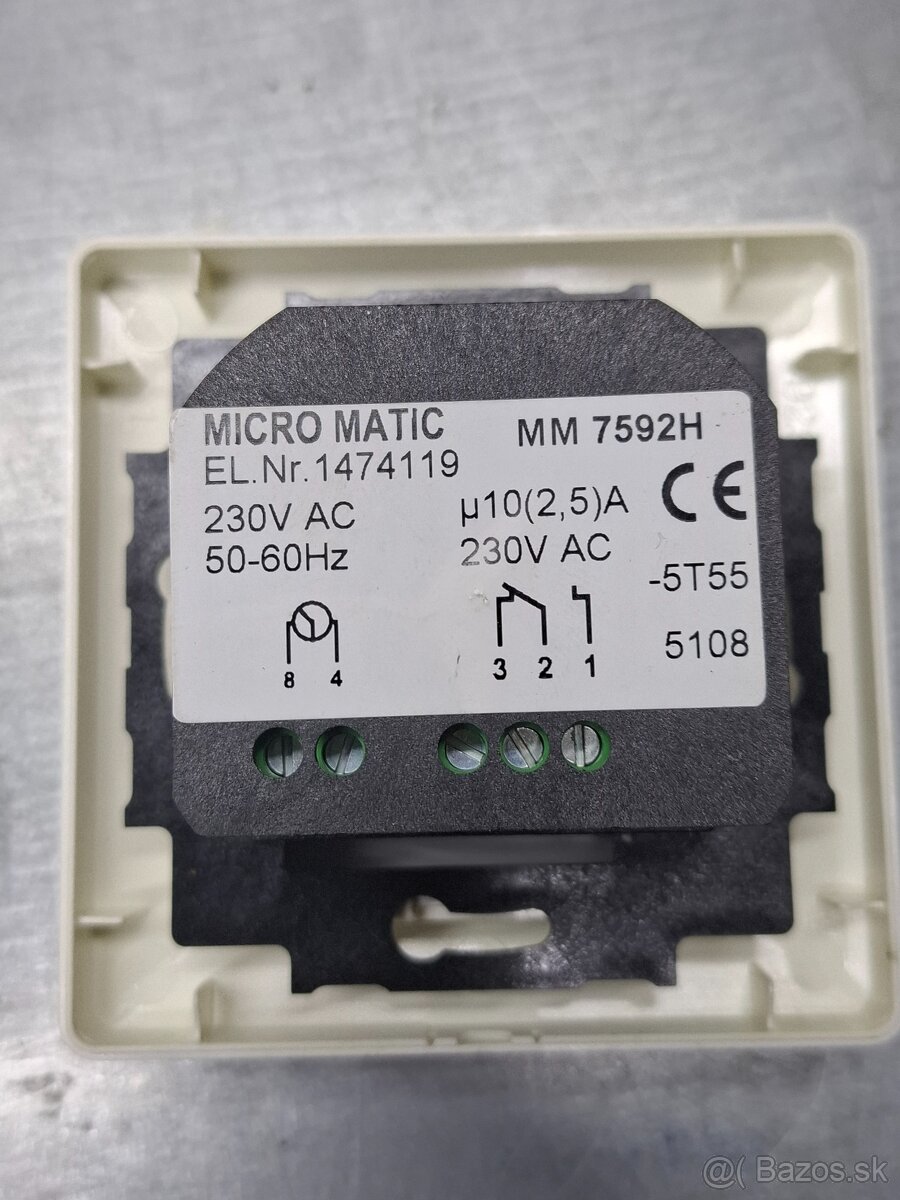 MICRO MATIC MM 7592H
EL.Nr.1474119
230V AC µ10(2,5)A CE
50-60Hz 230V AC
-5T55
5108
8 4 3 2 1
@( Bazos.sk